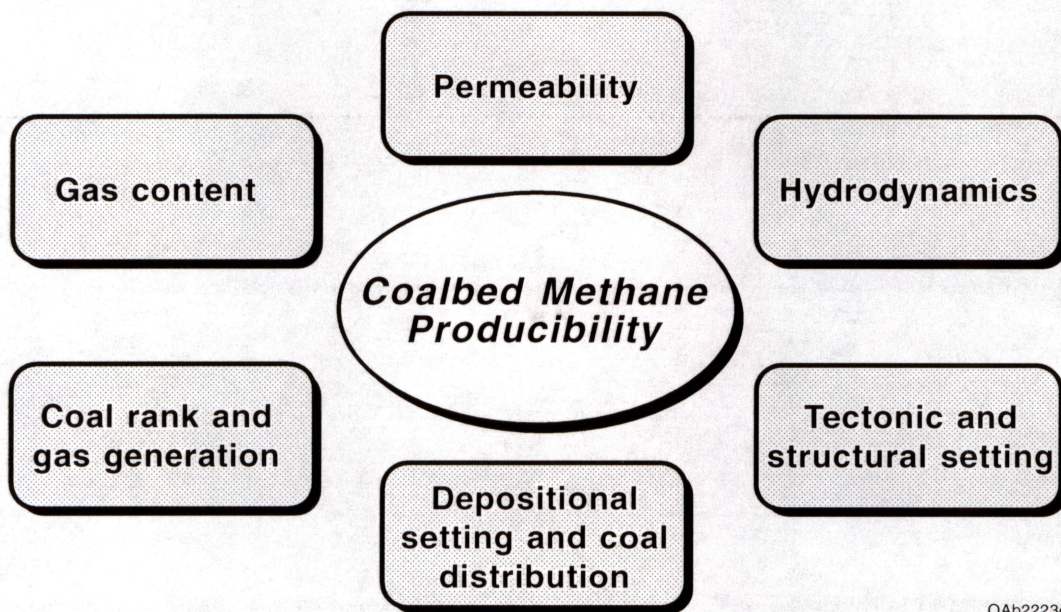 Permeability
Gas content
Hydrodynamics
Coalbed Methane
Producibility
Coal rank and
gas generation
Tectonic and
structural setting
Depositional
setting and coal
distribution